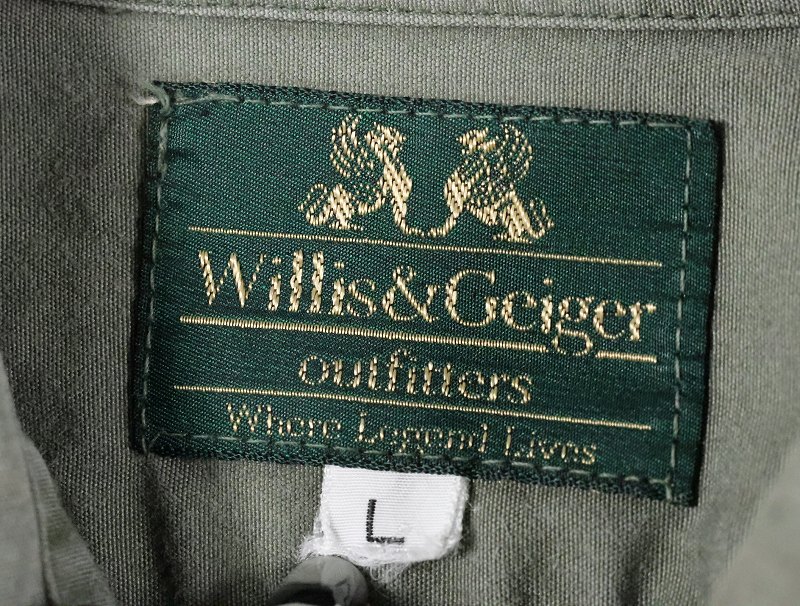 Willis&Geiger
outfitters
Where Legend Lives
L